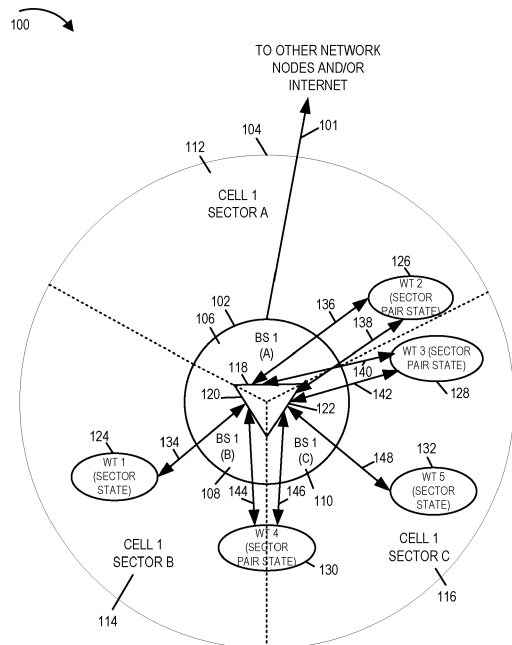 100
TO OTHER NETWORK
NODES AND/OR
INTERNET
101
104
112
CELL 1
SECTOR A
126
WT 2
(SECTOR
PAIR STATE)
102
136
138
106
BS 1
(A)
WT 3 (SECTOR
PAIR STATE)
118
140
142
128
120
122
124
134
BS 1
(B)
BS 1
(C)
148
132
WT 1
(SECTOR
STATE)
WT 5
(SECTOR
STATE)
108
144
146
110
WT 4
(SECTOR
PAIR STATE)
130
CELL 1
SECTOR B
CELL 1
SECTOR C
114
116